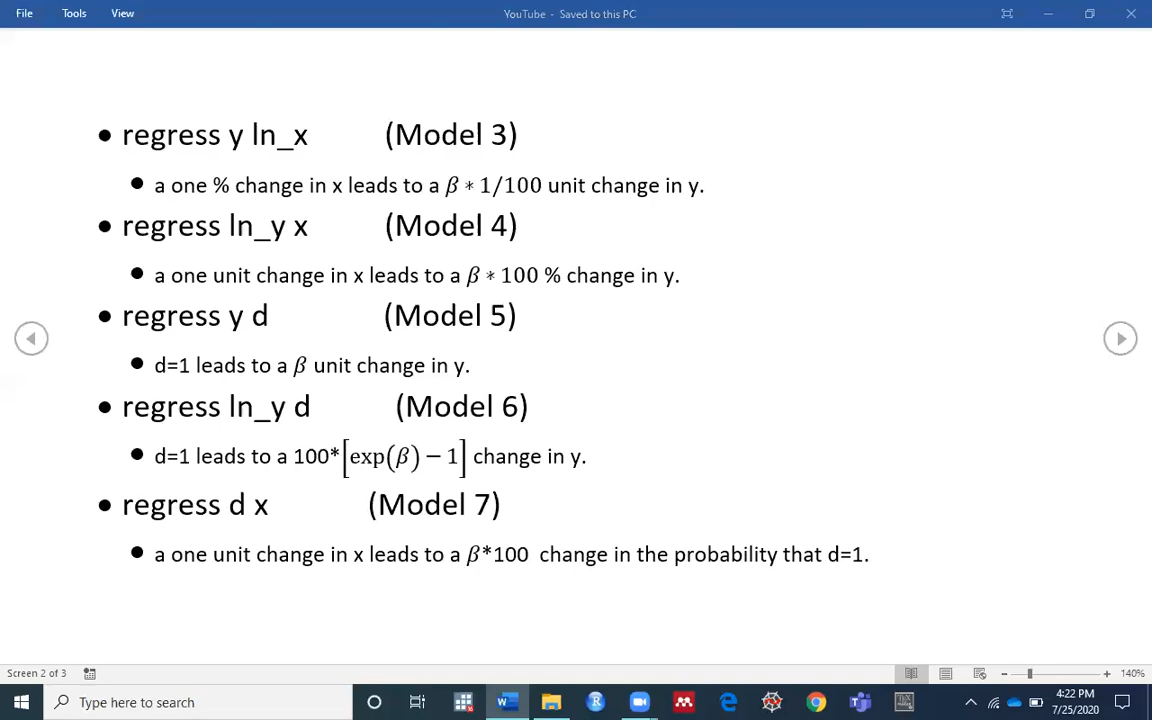 File Tools View YouTube - Saved to this PC
• regress y ln_x (Model 3)
• a one % change in x leads to a 𝛽 ∗ 1/100 unit change in y.
• regress ln_y x (Model 4)
• a one unit change in x leads to a 𝛽 ∗ 100 % change in y.
• regress y d (Model 5)
• d=1 leads to a 𝛽 unit change in y.
• regress ln_y d (Model 6)
• d=1 leads to a 100*[exp(𝛽) − 1] change in y.
• regress d x (Model 7)
• a one unit change in x leads to a 𝛽*100 change in the probability that d=1.
Screen 2 of 3 140%
Type here to search 4:22 PM
7/25/2020